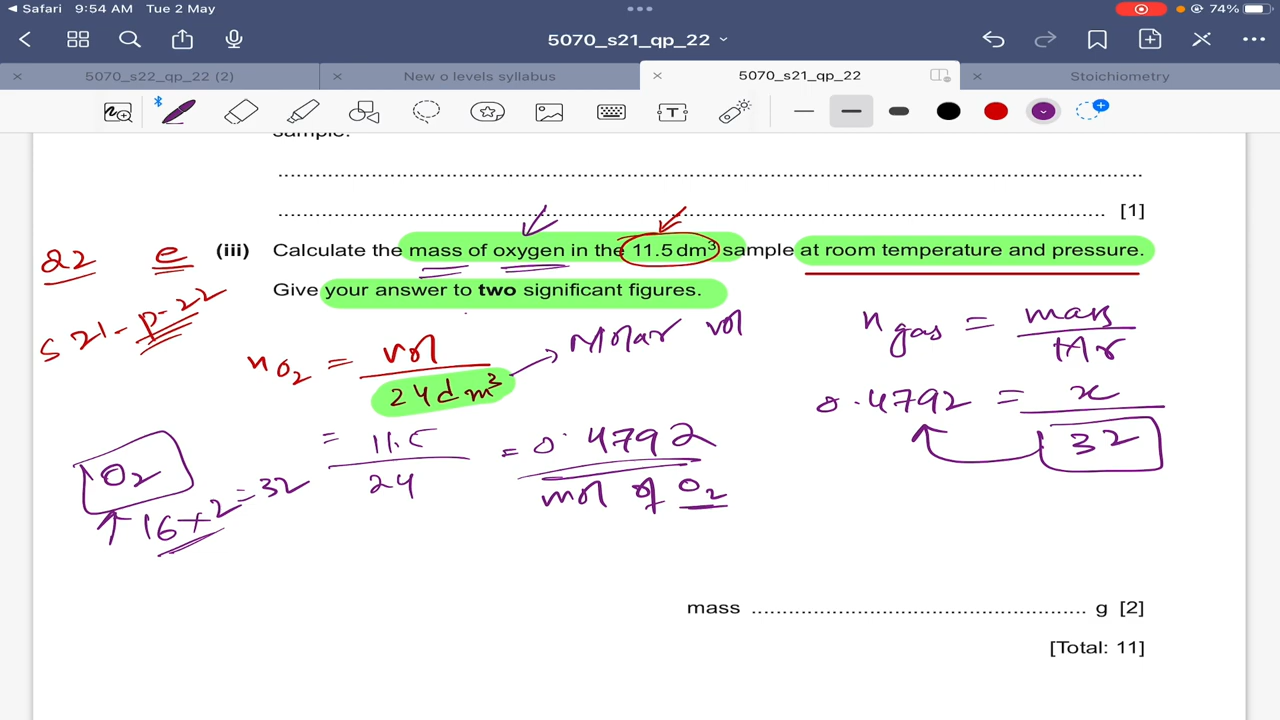 Safari 9:54 AM Tue 2 May 74%
5070_s21_qp_22
5070_s22_qp_22 (2) New o levels syllabus 5070_s21_qp_22 Stoichiometry
sample.
[1]
22 e (iii) Calculate the mass of oxygen in the 11.5 dm³ sample at room temperature and pressure.
Give your answer to two significant figures.
s 21 - p - 22
n O₂ = vol / 24 dm³ → Molar vol
n gas = mass / Mr
0.4792 = x / 32
O₂
16 × 2 = 32
= 11.5 / 24 = 0.4792 mol of O₂
mass g [2]
[Total: 11]